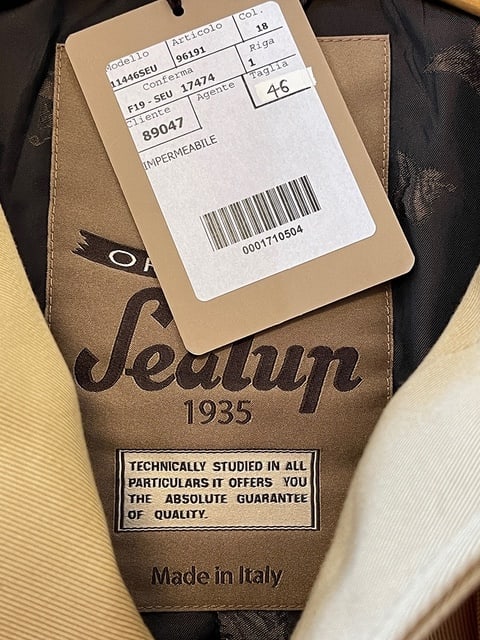 Modello Articolo Col.
11446SEU 96191 18
Conferma Riga
F19 - SEU 17474 1
Cliente Agente Taglia
89047 46
IMPERMEABILE
0001710504
Sealup
1935
TECHNICALLY STUDIED IN ALL
PARTICULARS IT OFFERS YOU
THE ABSOLUTE GUARANTEE
OF QUALITY.
Made in Italy